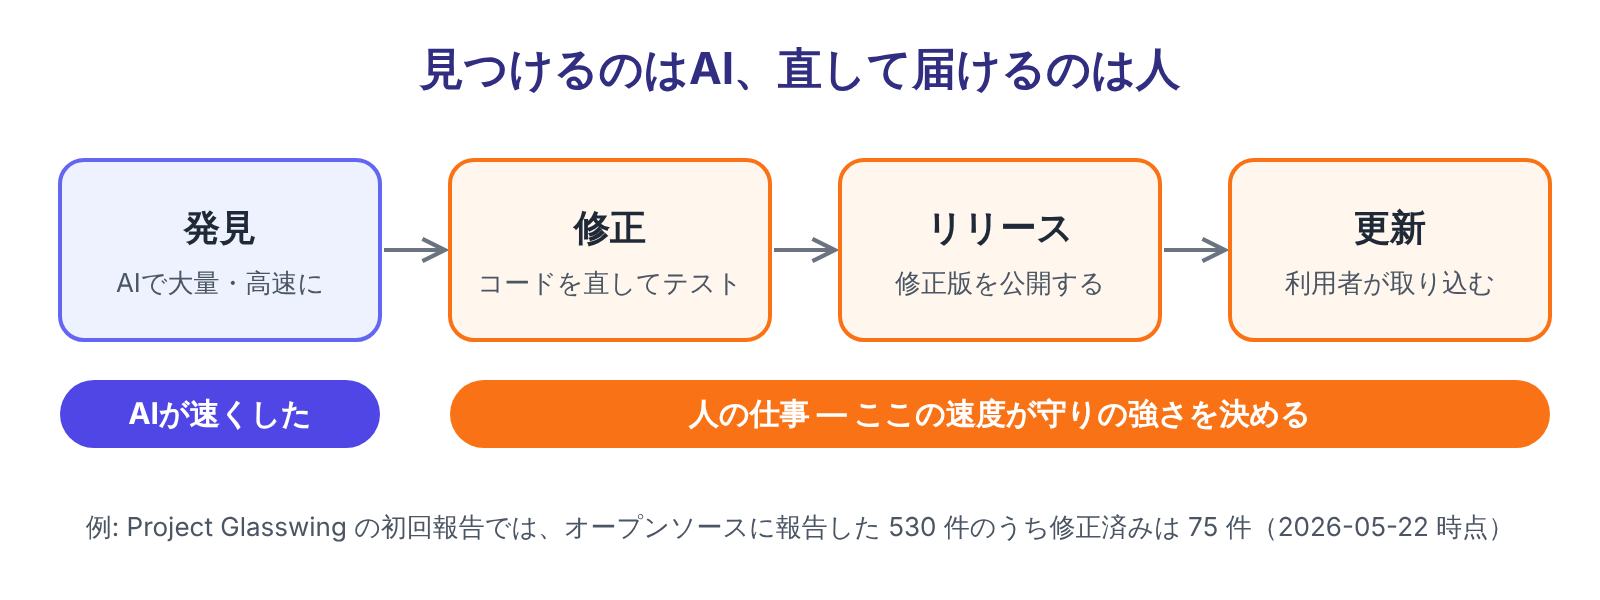 見つけるのはAI、直して届けるのは人
発見
AIで大量・高速に
修正
コードを直してテスト
リリース
修正版を公開する
更新
利用者が取り込む
AIが速くした
人の仕事 — ここの速度が守りの強さを決める
例: Project Glasswing の初回報告では、オープンソースに報告した 530 件のうち修正済みは 75 件（2026-05-22 時点）